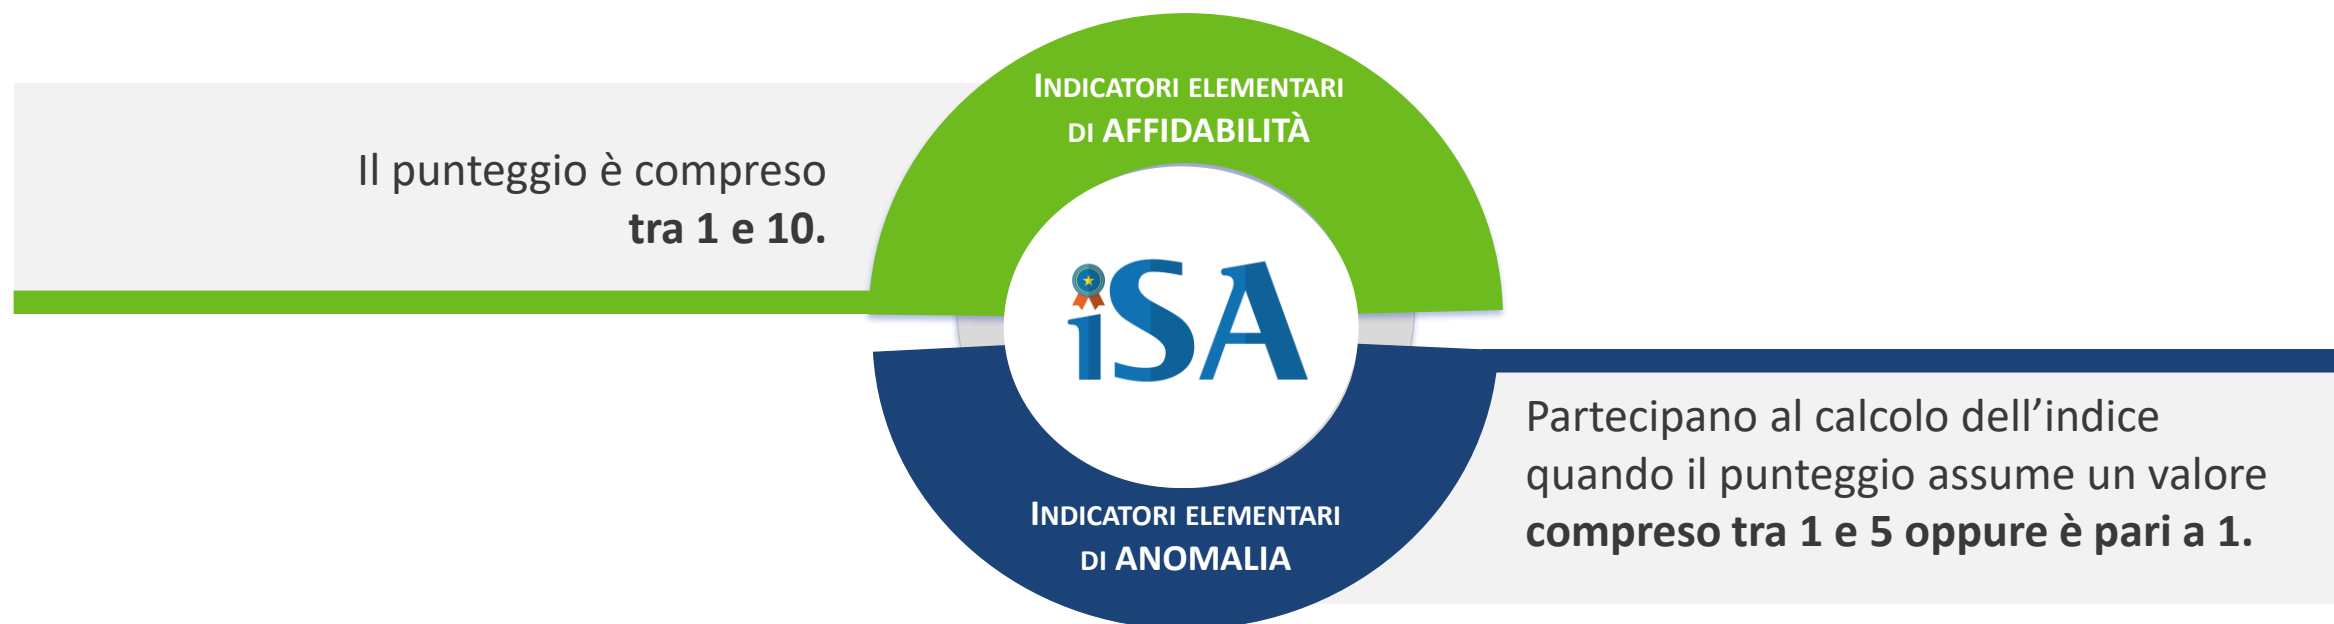 INDICATORI ELEMENTARI
DI AFFIDABILITÀ
Il punteggio è compreso
tra 1 e 10.
iSA
Partecipano al calcolo dell’indice
quando il punteggio assume un valore
compreso tra 1 e 5 oppure è pari a 1.
INDICATORI ELEMENTARI
DI ANOMALIA